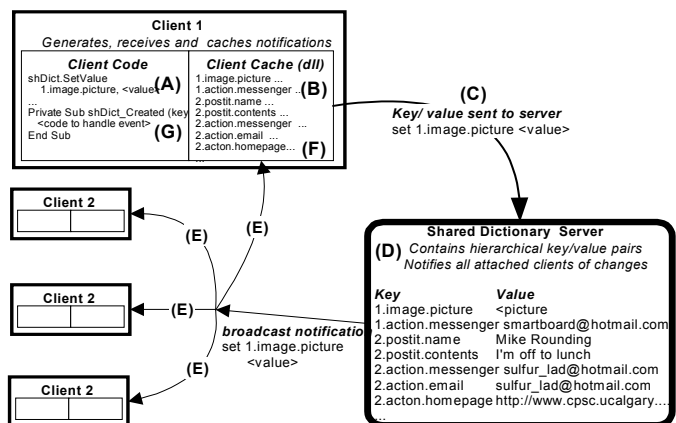 Client 1
Generates, receives and caches notifications
Client Code
shDict.SetValue
1.image.picture, <value>
(A)
...
Private Sub shDict_Created (key
<code to handle event>
(G)
End Sub
Client Cache (dll)
1.image.picture ...
1.action.messenger ..
(B)
2.postit.name ...
2.postit.contents ...
2.action.messenger ...
2.action.email ...
(F)
2.acton.homepage...
...
(C)
Key/ value sent to server
set 1.image.picture <value>
Client 2
(E)
(E)
Client 2
(E)
Client 2
(E)
broadcast notification
set 1.image.picture
<value>
Shared Dictionary Server
(D) Contains hierarchical key/value pairs
Notifies all attached clients of changes
Key Value
1.image.picture <picture
1.action.messenger smartboard@hotmail.com
2.postit.name Mike Rounding
2.postit.contents I'm off to lunch
2.action.messenger sulfur_lad@hotmail.com
2.action.email sulfur_lad@hotmail.com
2.acton.homepage http://www.cpsc.ucalgary....
...